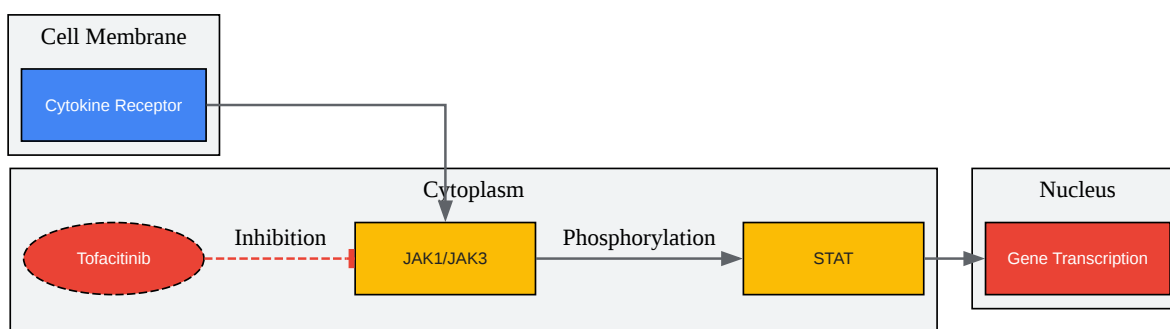 Cell Membrane
Cytokine Receptor
Cytoplasm
Nucleus
Tofacitinib
Inhibition
JAK1/JAK3
Phosphorylation
STAT
Gene Transcription